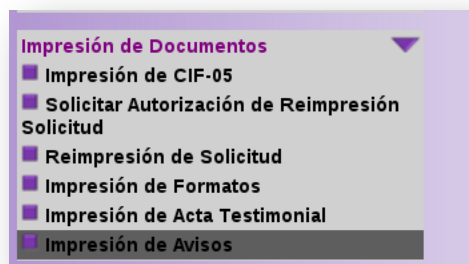 Impresión de Documentos
Impresión de CIF-05
Solicitar Autorización de Reimpresión
Solicitud
Reimpresión de Solicitud
Impresión de Formatos
Impresión de Acta Testimonial
Impresión de Avisos